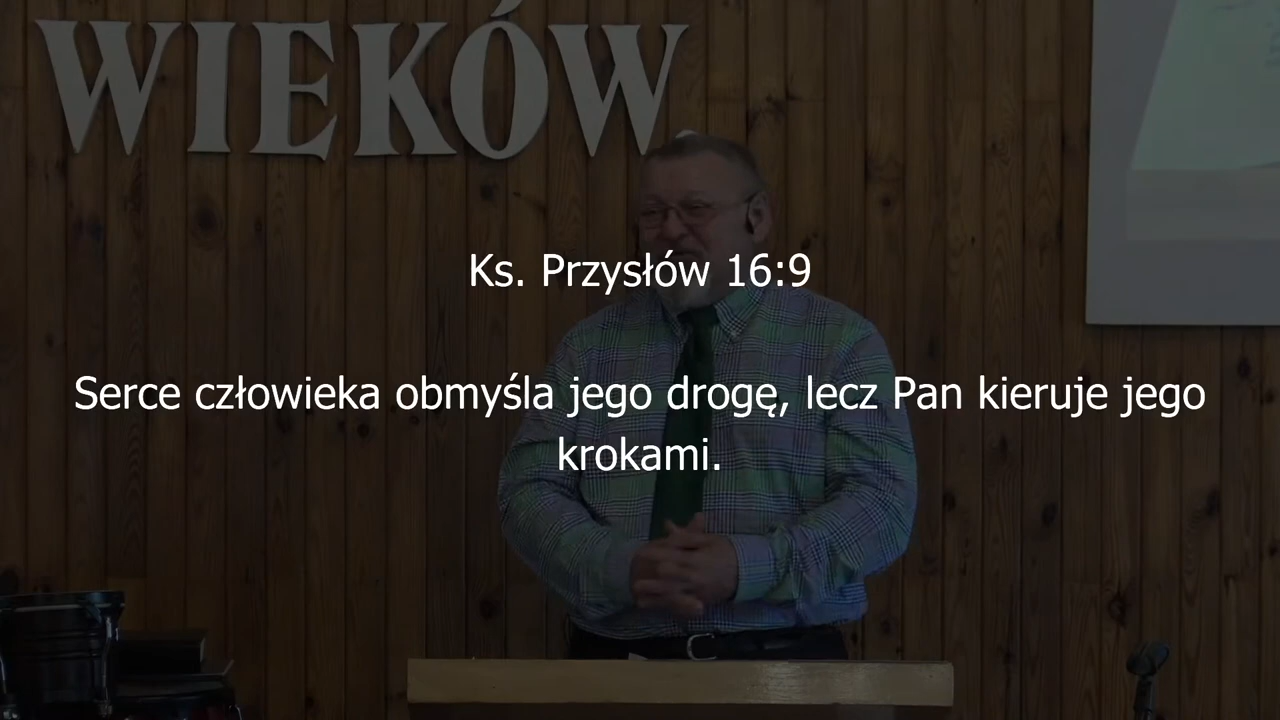 WIEKÓW
Ks. Przysłów 16:9
Serce człowieka obmyśla jego drogę, lecz Pan kieruje jego
krokami.